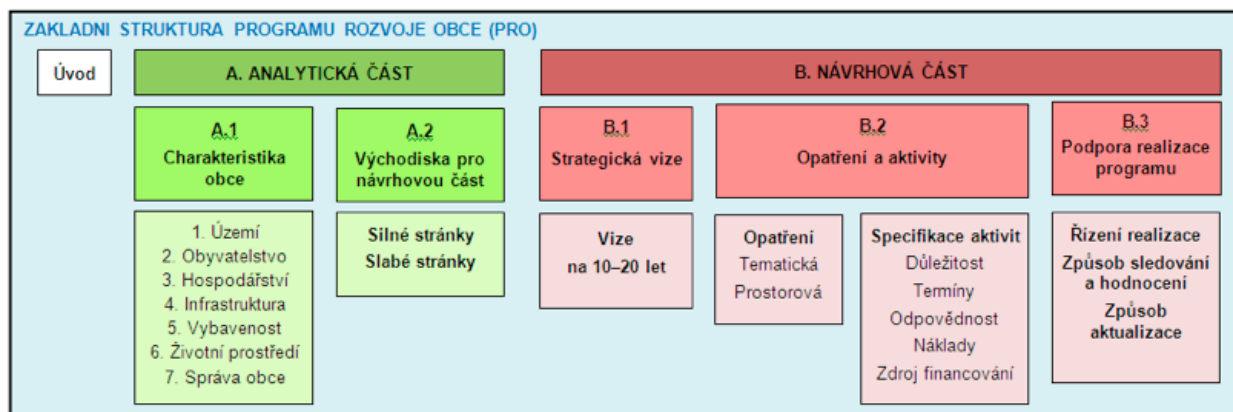 ZAKLADNI STRUKTURA PROGRAMU ROZVOJE OBCE (PRO)
Úvod
A. ANALYTICKÁ ČÁST
B. NÁVRHOVÁ ČÁST
A.1
Charakteristika
obce
A.2
Východiska pro
návrhovou část
B.1
Strategická vize
B.2
Opatření a aktivity
B.3
Podpora realizace
programu
1. Území
2. Obyvatelstvo
3. Hospodářství
4. Infrastruktura
5. Vybavenost
6. Životní prostředí
7. Správa obce
Silné stránky
Slabé stránky
Vize
na 10–20 let
Opatření
Tematická
Prostorová
Specifikace aktivit
Důležitost
Termíny
Odpovědnost
Náklady
Zdroj financování
Řízení realizace
Způsob sledování
a hodnocení
Způsob
aktualizace